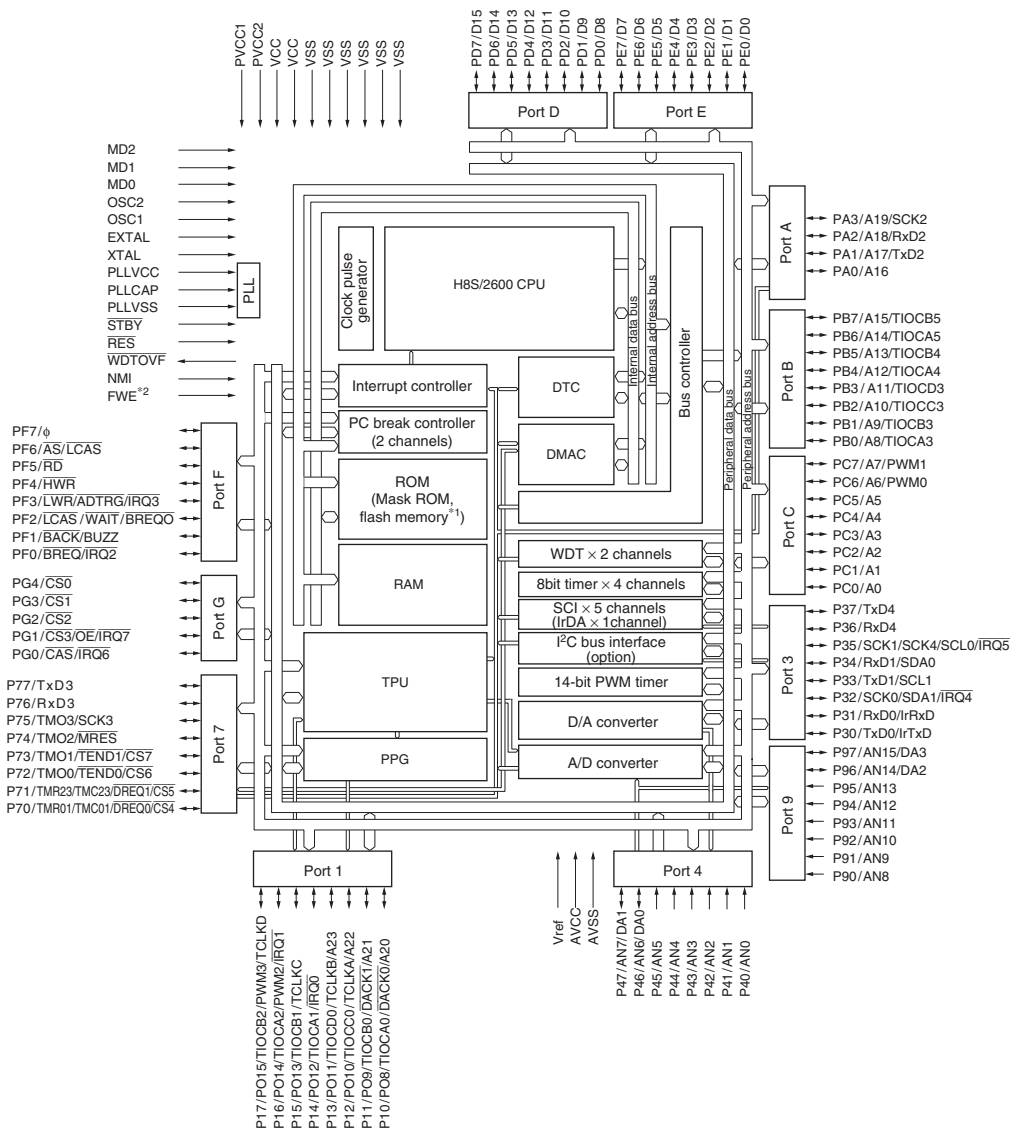 PVCC1
PVCC2
VCC
VCC
VSS
VSS
VSS
VSS
VSS
VSS
PD7/D15
PD6/D14
PD5/D13
PD4/D12
PD3/D11
PD2/D10
PD1/D9
PD0/D8
PE7/D7
PE6/D6
PE5/D5
PE4/D4
PE3/D3
PE2/D2
PE1/D1
PE0/D0
Port D
Port E
MD2
MD1
MD0
OSC2
OSC1
EXTAL
XTAL
PLLVCC
PLLCAP
PLLVSS
STBY
RES
WDTOVF
NMI
FWE*2
PLL
Clock pulse
generator
H8S/2600 CPU
Internal data bus
Internal address bus
Bus controller
Peripheral data bus
Peripheral address bus
Interrupt controller
PC break controller
(2 channels)
ROM
(Mask ROM,
flash memory*1)
RAM
TPU
PPG
DTC
DMAC
WDT × 2 channels
8bit timer × 4 channels
SCI × 5 channels
(IrDA × 1channel)
I2C bus interface
(option)
14-bit PWM timer
D/A converter
A/D converter
Port A
PA3/A19/SCK2
PA2/A18/RxD2
PA1/A17/TxD2
PA0/A16
Port B
PB7/A15/TIOCB5
PB6/A14/TIOCA5
PB5/A13/TIOCB4
PB4/A12/TIOCA4
PB3/A11/TIOCD3
PB2/A10/TIOCC3
PB1/A9/TIOCB3
PB0/A8/TIOCA3
Port C
PC7/A7/PWM1
PC6/A6/PWM0
PC5/A5
PC4/A4
PC3/A3
PC2/A2
PC1/A1
PC0/A0
Port 3
P37/TxD4
P36/RxD4
P35/SCK1/SCK4/SCL0/IRQ5
P34/RxD1/SDA0
P33/TxD1/SCL1
P32/SCK0/SDA1/IRQ4
P31/RxD0/IrRxD
P30/TxD0/IrTxD
Port 9
P97/AN15/DA3
P96/AN14/DA2
P95/AN13
P94/AN12
P93/AN11
P92/AN10
P91/AN9
P90/AN8
PF7/ϕ
PF6/AS/LCAS
PF5/RD
PF4/HWR
PF3/LWR/ADTRG/IRQ3
PF2/LCAS/WAIT/BREQO
PF1/BACK/BUZZ
PF0/BREQ/IRQ2
Port F
PG4/CS0
PG3/CS1
PG2/CS2
PG1/CS3/OE/IRQ7
PG0/CAS/IRQ6
Port G
P77/TxD3
P76/RxD3
P75/TMO3/SCK3
P74/TMO2/MRES
P73/TMO1/TEND1/CS7
P72/TMO0/TEND0/CS6
P71/TMR23/TMC23/DREQ1/CS5
P70/TMR01/TMC01/DREQ0/CS4
Port 7
Port 1
P17/PO15/TIOCB2/PWM3/TCLKD
P16/PO14/TIOCA2/PWM2/IRQ1
P15/PO13/TIOCB1/TCLKC
P14/PO12/TIOCA1/IRQ0
P13/PO11/TIOCD0/TCLKB/A23
P12/PO10/TIOCC0/TCLKA/A22
P11/PO9/TIOCB0/DACK1/A21
P10/PO8/TIOCA0/DACK0/A20
Vref
AVCC
AVSS
Port 4
P47/AN7/DA1
P46/AN6/DA0
P45/AN5
P44/AN4
P43/AN3
P42/AN2
P41/AN1
P40/AN0